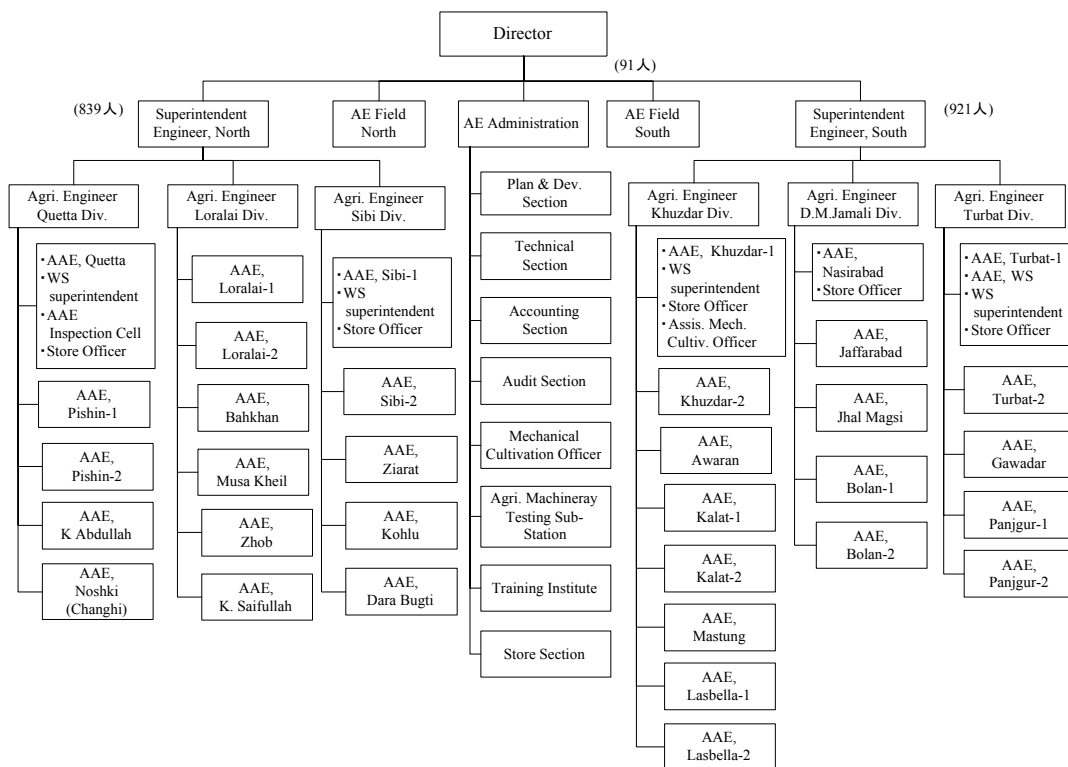 Director
(91人)
(839人)
(921人)
Superintendent
Engineer, North
AE Field
North
AE Administration
AE Field
South
Superintendent
Engineer, South
Agri. Engineer
Quetta Div.
・AAE, Quetta
・WS
superintendent
・AAE
Inspection Cell
・Store Officer
AAE,
Pishin-1
AAE,
Pishin-2
AAE,
K Abdullah
AAE,
Noshki
(Changhi)
Agri. Engineer
Loralai Div.
AAE,
Loralai-1
AAE,
Loralai-2
AAE,
Bahkhan
AAE,
Musa Kheil
AAE,
Zhob
AAE,
K. Saifullah
Agri. Engineer
Sibi Div.
・AAE, Sibi-1
・WS
superintendent
・Store Officer
AAE,
Sibi-2
AAE,
Ziarat
AAE,
Kohlu
AAE,
Dara Bugti
Plan & Dev.
Section
Technical
Section
Accounting
Section
Audit Section
Mechanical
Cultivation Officer
Agri. Machineray
Testing Sub-
Station
Training Institute
Store Section
Agri. Engineer
Khuzdar Div.
・AAE, Khuzdar-1
・WS
superintendent
・Store Officer
・Assis. Mech.
Cultiv. Officer
AAE,
Khuzdar-2
AAE,
Awaran
AAE,
Kalat-1
AAE,
Kalat-2
AAE,
Mastung
AAE,
Lasbella-1
AAE,
Lasbella-2
Agri. Engineer
D.M.Jamali Div.
・AAE,
Nasirabad
・Store Officer
AAE,
Jaffarabad
AAE,
Jhal Magsi
AAE,
Bolan-1
AAE,
Bolan-2
Agri. Engineer
Turbat Div.
・AAE, Turbat-1
・AAE, WS
・WS
superintendent
・Store Officer
AAE,
Turbat-2
AAE,
Gawadar
AAE,
Panjgur-1
AAE,
Panjgur-2